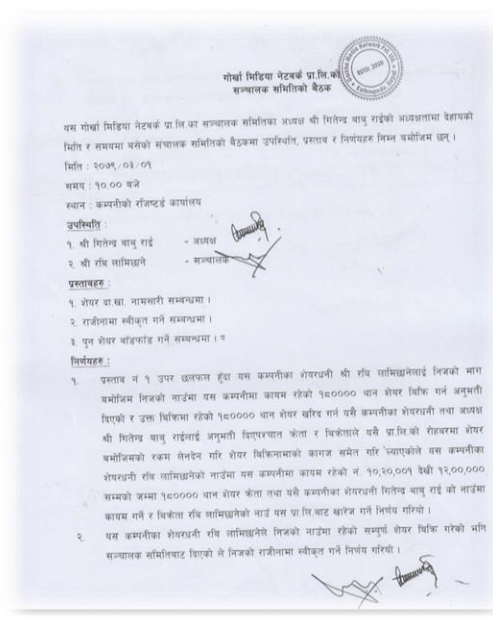 गोर्खा मिडिया नेटवर्क प्रा.लि.को
सञ्चालक समितिको बैठक
Gorkha Media Network Pvt. Ltd.
Kathmandu, Nepal
यस गोर्खा मिडिया नेटवर्क प्रा.लि.का सञ्चालक समितिका अध्यक्ष श्री गितेन्द्र बाबु राईको अध्यक्षतामा देहायको
मिति र समयमा बसेको संचालक समितिको बैठकमा उपस्थिति, प्रस्ताव र निर्णयहरु निम्न बमोजिम छन् ।
मिति : २०७९/०३/०१
समय : १०.०० बजे
स्थान : कम्पनीको रजिष्टर्ड कार्यालय
उपस्थिति :
१. श्री गितेन्द्र बाबु राई - अध्यक्ष
२. श्री रवि लामिछाने - सञ्चालक
प्रस्तावहरु :
१. शेयर दा.खा. नामसारी सम्बन्धमा ।
२. राजीनामा स्वीकृत गर्ने सम्बन्धमा ।
३. पुन शेयर बाँडफाँड गर्ने सम्बन्धमा ।
निर्णयहरु :
१. प्रस्ताव नं १ उपर छलफल हुँदा यस कम्पनीका शेयरधनी श्री रवि लामिछानेलाई निजको माग
बमोजिम निजको नाउँमा यस कम्पनीमा कायम रहेको १८०००० थान शेयर बिक्रि गर्न अनुमती
दिएको र उक्त बिक्रिमा रहेको १८०००० थान शेयर खरिद गर्न यसै कम्पनीका शेयरधनी तथा अध्यक्ष
श्री गितेन्द्र बाबु राईलाई अनुमती दिएपश्चात क्रेता र बिक्रेताले यसै प्रा.लि.को रोहबरमा शेयर
बमोजिमको रकम लेनदेन गरि शेयर बिक्रिनामाको कागज समेत गरि ल्याएकोले यस कम्पनीका
शेयरधनी रवि लामिछानेको नाउँमा यस कम्पनीमा कायम रहेको नं. १०,२०,००१ देखी १२,००,०००
सम्मको जम्मा १८०००० थान शेयर क्रेता तथा यसै कम्पनीका शेयरधनी गितेन्द्र बाबु राई को नाउँमा
कायम गर्ने र बिक्रेता रवि लामिछानेको नाउँ यस प्रा.लि.बाट खारेज गर्ने निर्णय गरियो ।
२. यस कम्पनीका शेयरधनी रवि लामिछानेले निजको नाउँमा रहेको सम्पुर्ण शेयर बिक्रि गरेको भनि
सञ्चालक समितिबाट दिएको ले निजको राजीनामा स्वीकृत गर्ने निर्णय गरियो ।